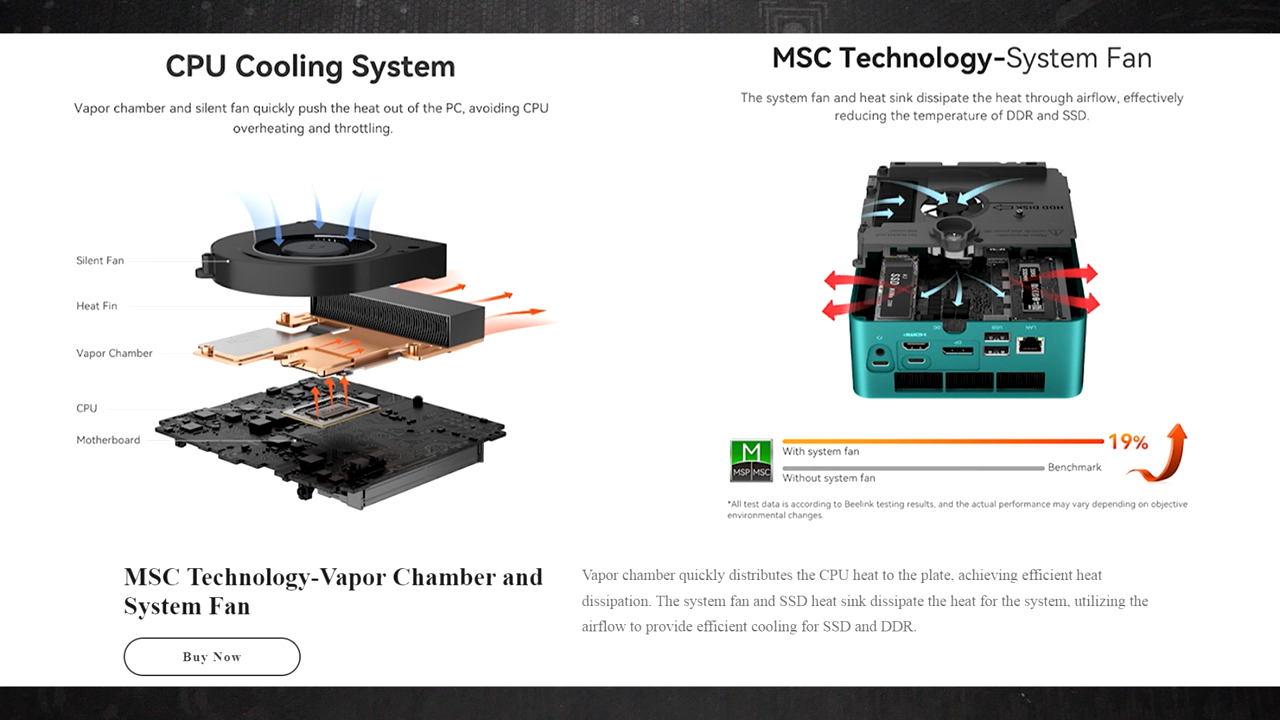 CPU Cooling System
Vapor chamber and silent fan quickly push the heat out of the PC, avoiding CPU
overheating and throttling.
Silent Fan
Heat Fin
Vapor Chamber
CPU
Motherboard
MSC Technology-System Fan
The system fan and heat sink dissipate the heat through airflow, effectively
reducing the temperature of DDR and SSD.
HDD DISK
SSD
DC
USB
LAN
HDMI
DP
M
MSP MSC
With system fan
19%
Benchmark
Without system fan
*All test data is according to Beelink testing results, and the actual performance may vary depending on objective
environmental changes.
MSC Technology-Vapor Chamber and
System Fan
Buy Now
Vapor chamber quickly distributes the CPU heat to the plate, achieving efficient heat
dissipation. The system fan and SSD heat sink dissipate the heat for the system, utilizing the
airflow to provide efficient cooling for SSD and DDR.